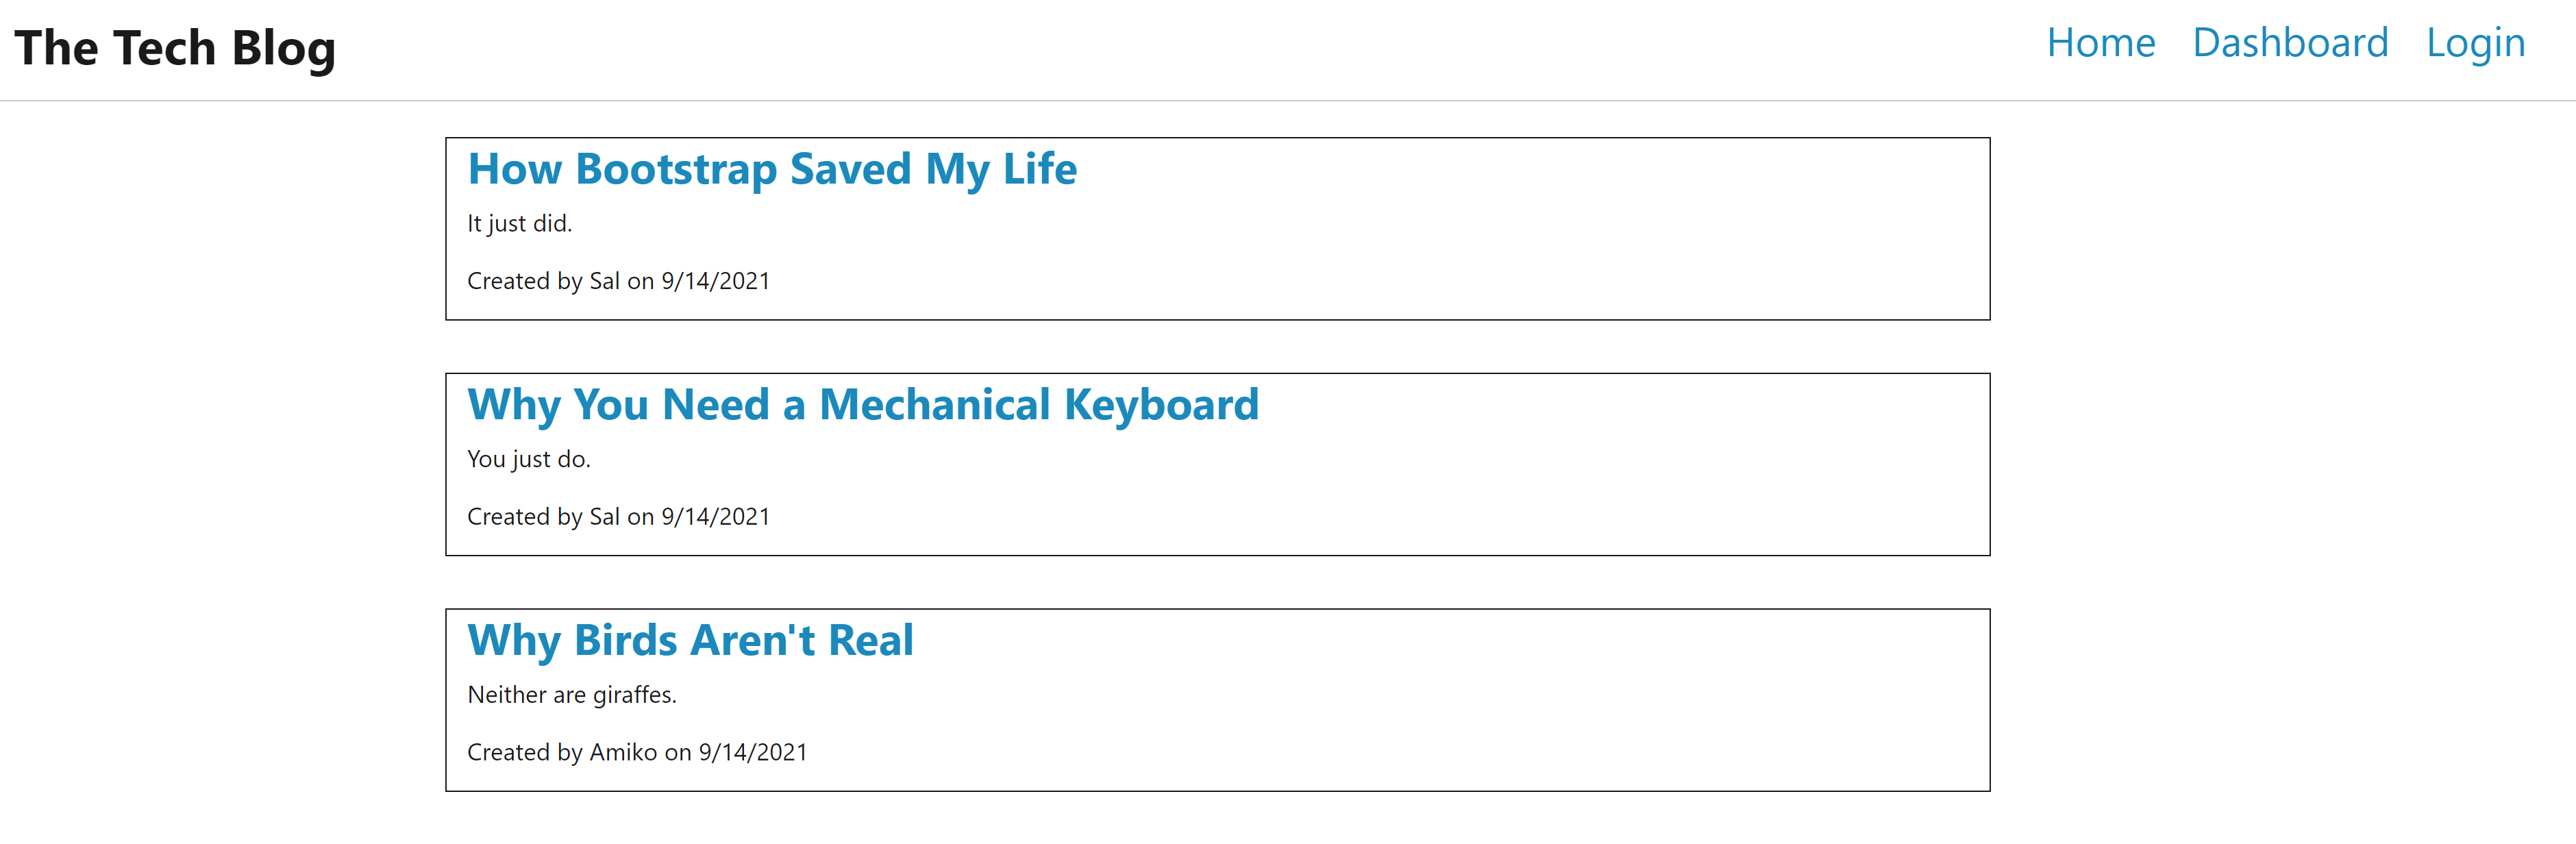 The Tech Blog
Home Dashboard Login
How Bootstrap Saved My Life
It just did.
Created by Sal on 9/14/2021
Why You Need a Mechanical Keyboard
You just do.
Created by Sal on 9/14/2021
Why Birds Aren't Real
Neither are giraffes.
Created by Amiko on 9/14/2021